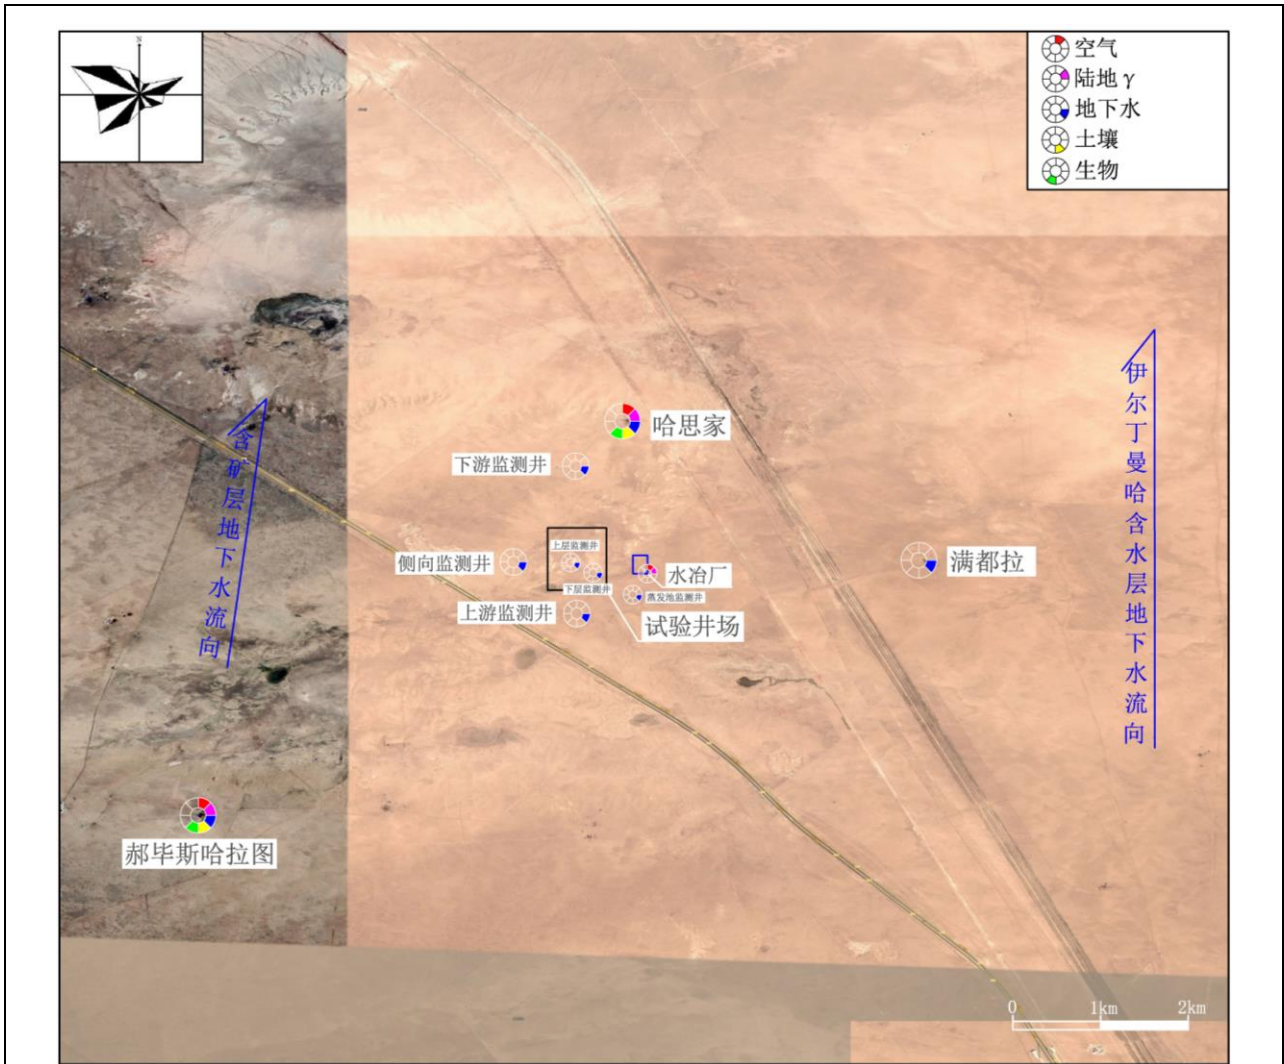 N
空气
陆地γ
地下水
土壤
生物
哈思家
下游监测井
含矿层地下水流向
伊尔丁曼哈含水层地下水流向
上层监测井
侧向监测井
水冶厂
满都拉
下层监测井
蒸发池监测井
上游监测井
试验井场
郝毕斯哈拉图
0 1km 2km